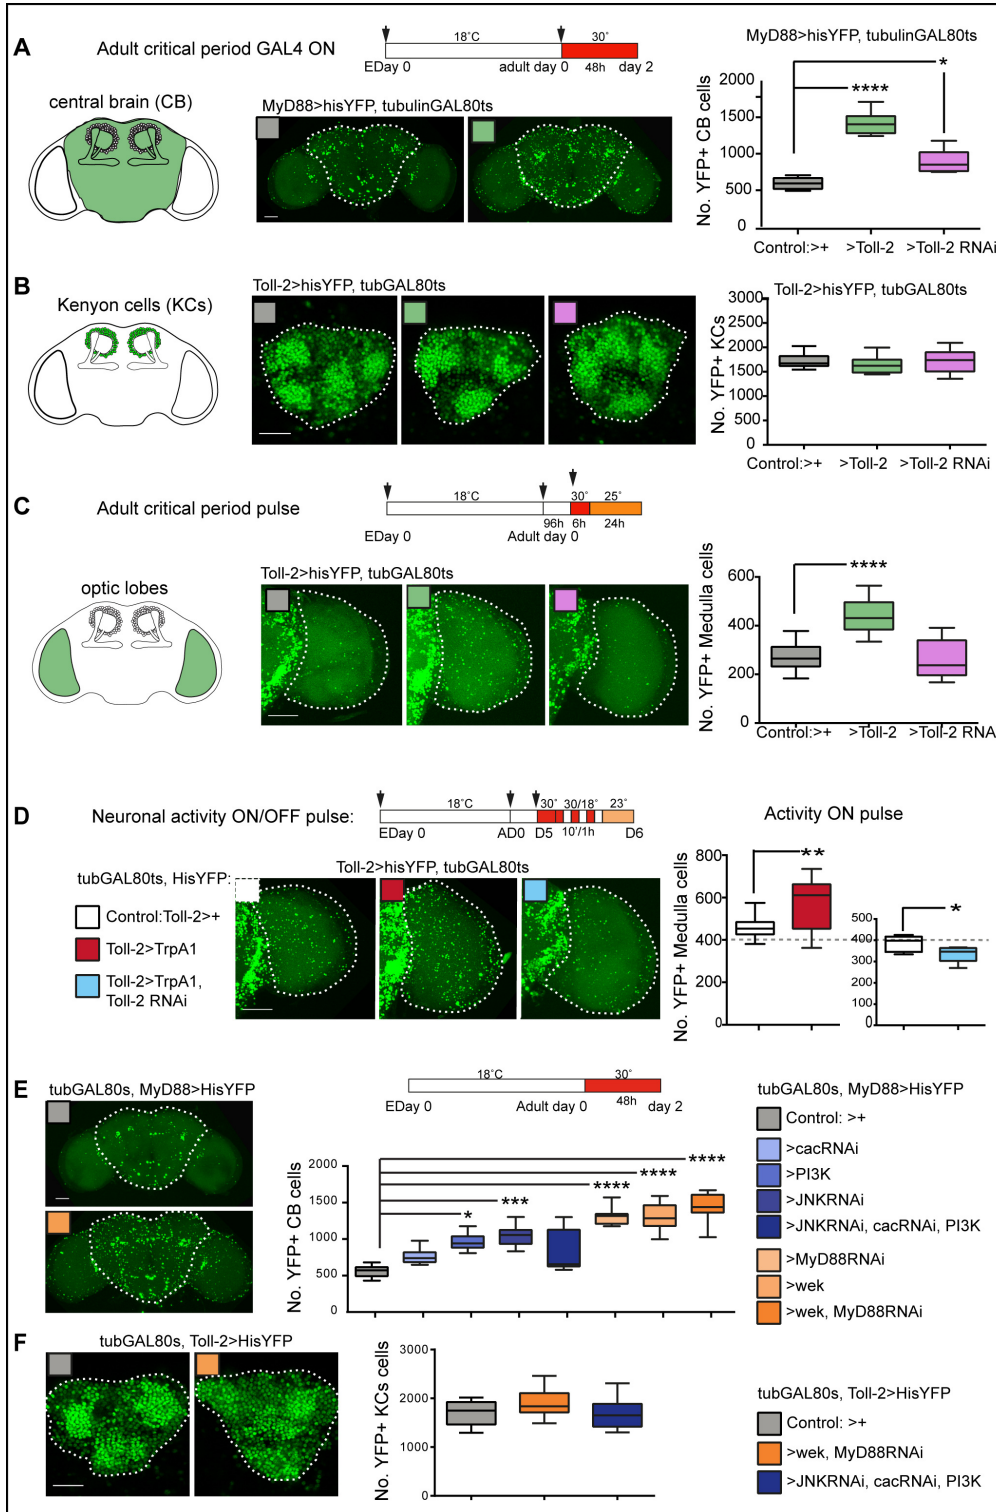 A
Adult critical period GAL4 ON
18°C
30°
EDay 0
adult day 0
48h
day 2
central brain (CB)
MyD88>hisYFP, tubulinGAL80ts
MyD88>hisYFP, tubulinGAL80ts
*
****
No. YFP+ CB cells
2000
1500
1000
500
0
Control:>+
>Toll-2
>Toll-2 RNAi
B
Kenyon cells (KCs)
Toll-2>hisYFP, tubGAL80ts
Toll-2>hisYFP, tubGAL80ts
No. YFP+ KCs
3000
2500
2000
1500
1000
500
0
Control:>+
>Toll-2
>Toll-2 RNAi
C
Adult critical period pulse
18°C
30°
25°
96h
6h
24h
EDay 0
Adult day 0
optic lobes
Toll-2>hisYFP, tubGAL80ts
****
No. YFP+ Medulla cells
600
400
200
0
Control:>+
>Toll-2
>Toll-2 RNA
D
Neuronal activity ON/OFF pulse:
18°C
30°
30/18°
23°
EDay 0
AD0
D5
10'/1h
D6
Activity ON pulse
tubGAL80ts, HisYFP:
Control:Toll-2>+
Toll-2>TrpA1
Toll-2>TrpA1,
Toll-2 RNAi
Toll-2>hisYFP, tubGAL80ts
No. YFP+ Medulla cells
800
600
400
200
0
**
500
400
300
200
100
0
*
E
tubGAL80s, MyD88>HisYFP
18°C
30°
EDay 0
Adult day 0
48h
day 2
No. YFP+ CB cells
2000
1500
1000
500
0
*
***
****
****
****
tubGAL80s, MyD88>HisYFP
Control: >+
>cacRNAi
>PI3K
>JNKRNAi
>JNKRNAi, cacRNAi, PI3K
>MyD88RNAi
>wek
>wek, MyD88RNAi
F
tubGAL80s, Toll-2>HisYFP
No. YFP+ KCs cells
3000
2000
1000
0
tubGAL80s, Toll-2>HisYFP
Control: >+
>wek, MyD88RNAi
>JNKRNAi, cacRNAi, PI3K